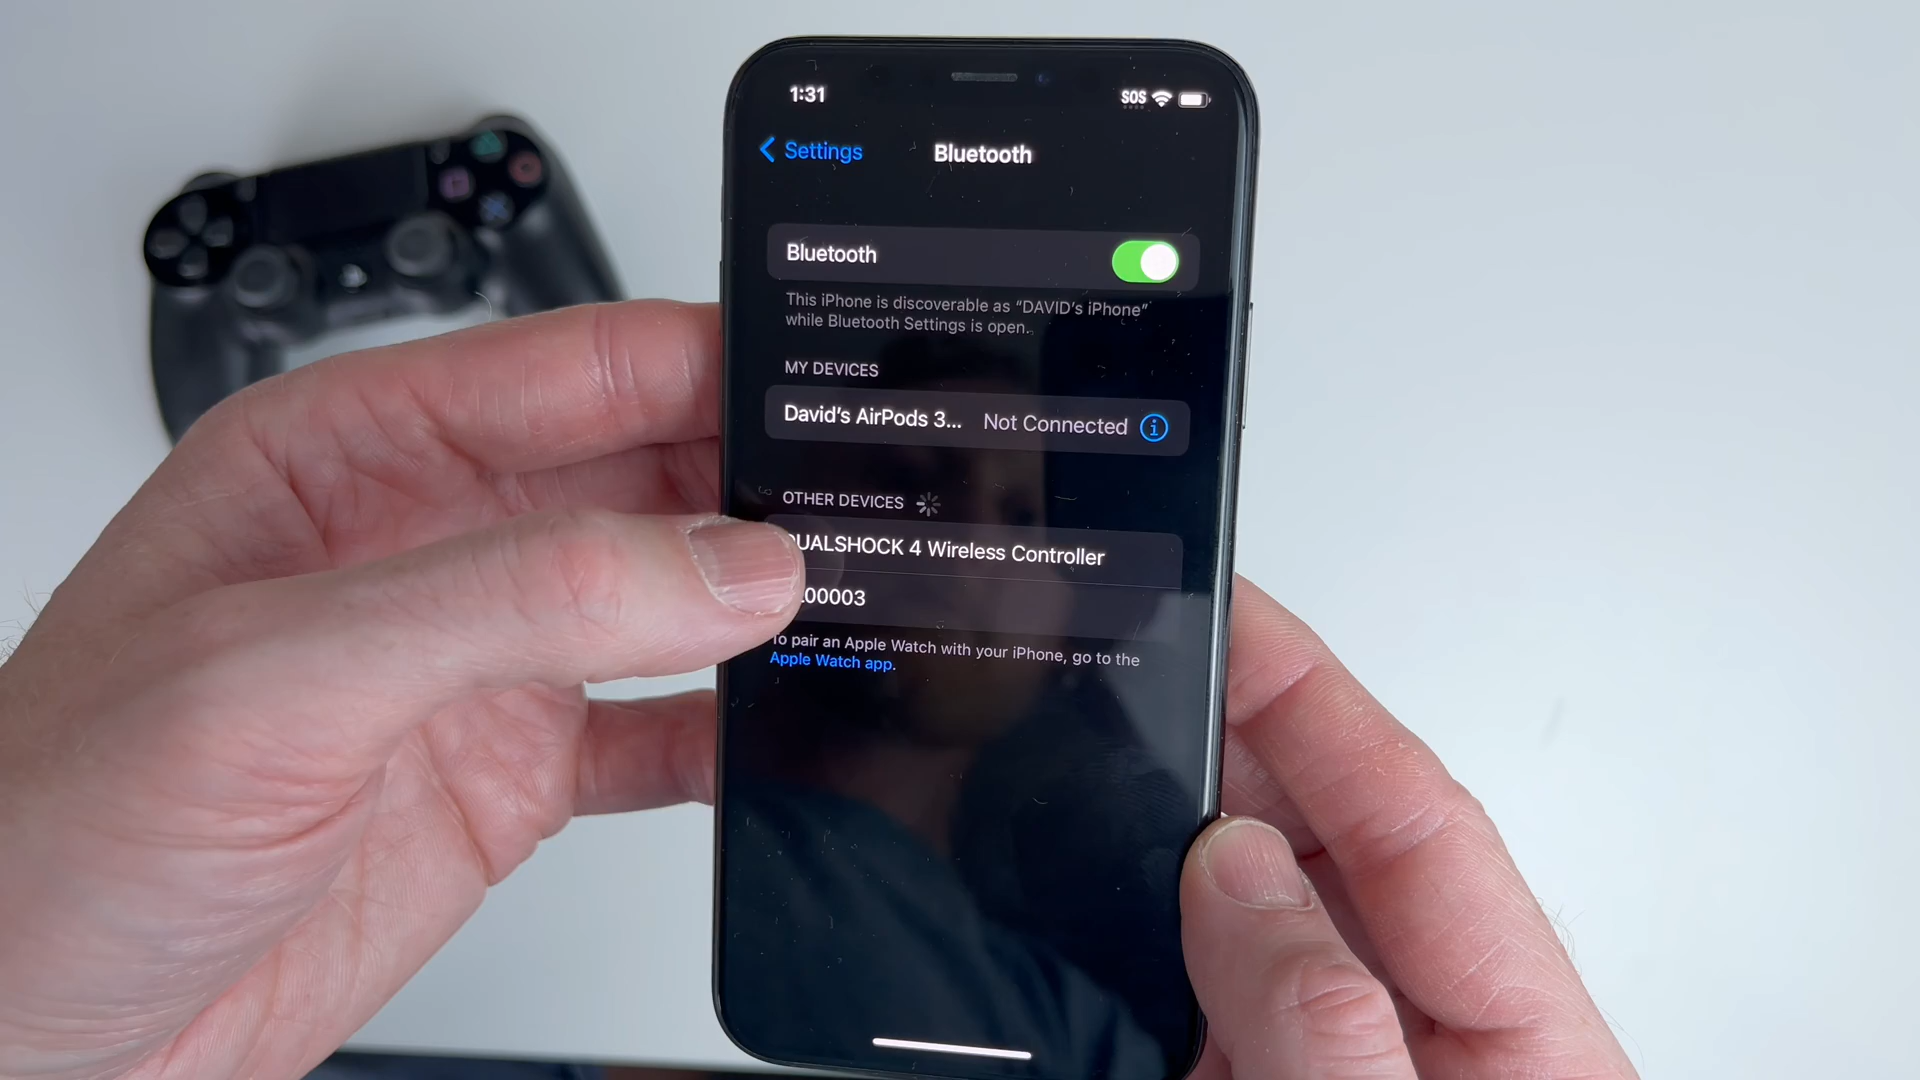 1:31
SOS
Settings
Bluetooth
Bluetooth
This iPhone is discoverable as “DAVID’s iPhone”
while Bluetooth Settings is open.
MY DEVICES
David’s AirPods 3...
Not Connected
OTHER DEVICES
DUALSHOCK 4 Wireless Controller
To pair an Apple Watch with your iPhone, go to the
Apple Watch app.